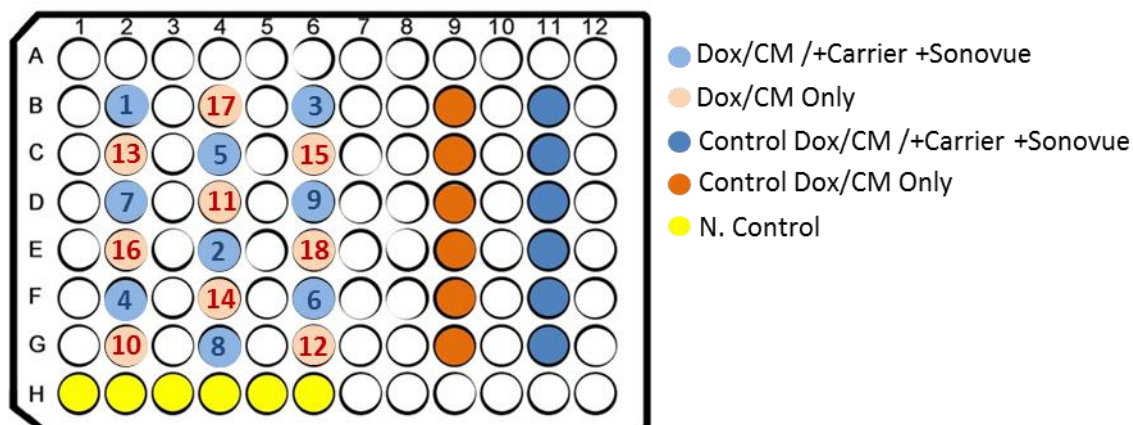 1 2 3 4 5 6 7 8 9 10 11 12
A
B 1 17 3
C 13 5 15
D 7 11 9
E 16 2 18
F 4 14 6
G 10 8 12
H
Dox/CM /+Carrier +Sonovue
Dox/CM Only
Control Dox/CM /+Carrier +Sonovue
Control Dox/CM Only
N. Control